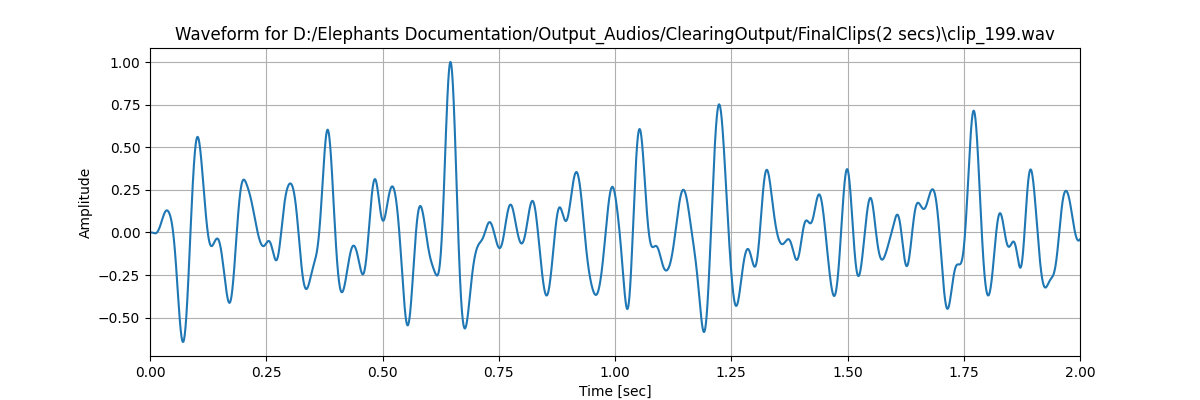 Waveform for D:/Elephants Documentation/Output_Audios/ClearingOutput/FinalClips(2 secs)\clip_199.wav
1.00
0.75
0.50
0.25
0.00
−0.25
−0.50
Amplitude
0.00 0.25 0.50 0.75 1.00 1.25 1.50 1.75 2.00
Time [sec]